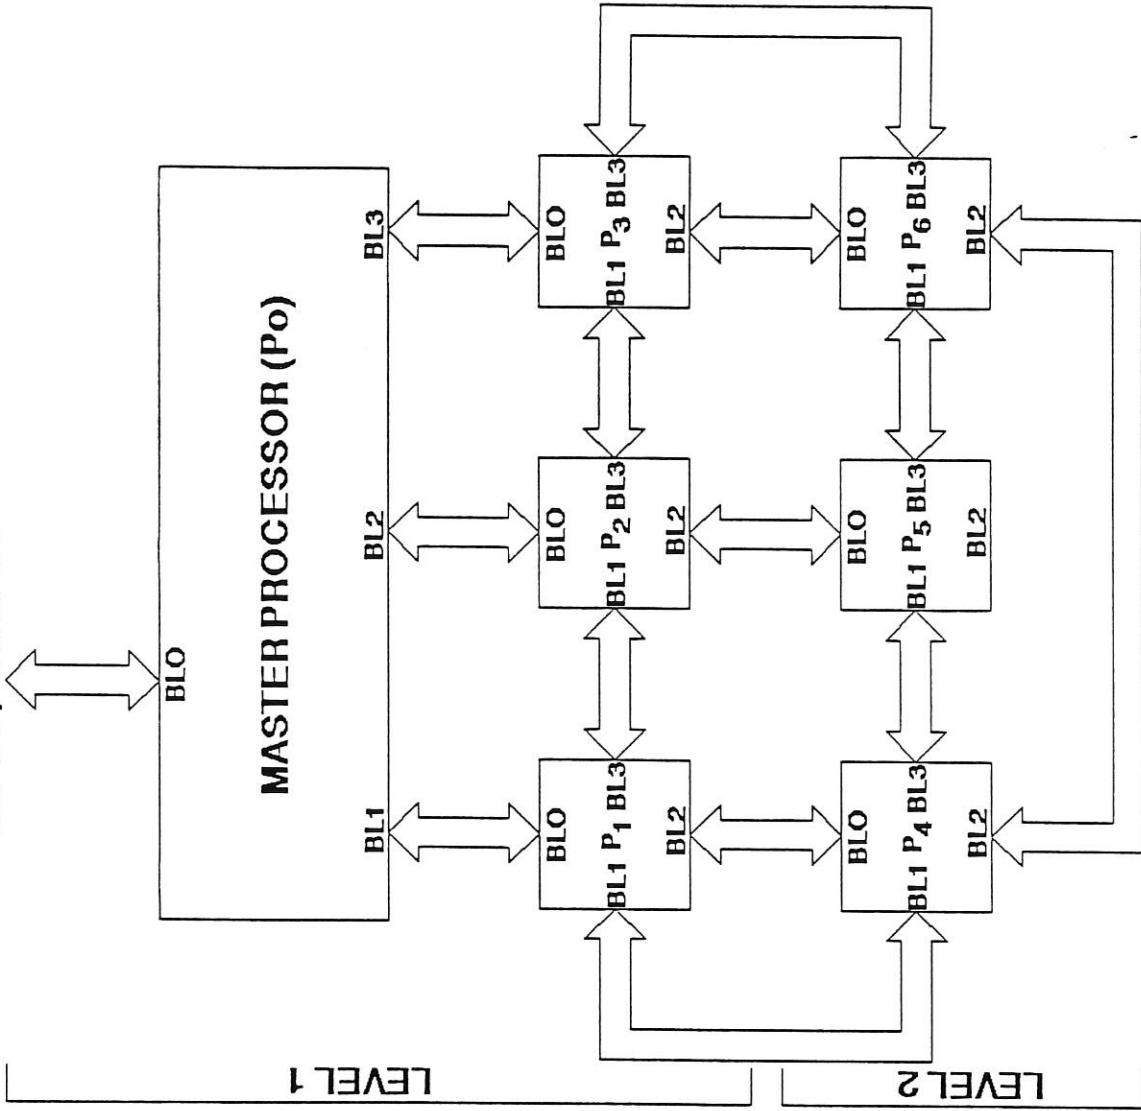 BLO
MASTER PROCESSOR (Po)
BL1
BL2
BL3
LEVEL 1
BLO
BLO
BLO
BL1 P1 BL3
BL1 P2 BL3
BL1 P3 BL3
BL2
BL2
BL2
LEVEL 2
BLO
BLO
BLO
BL1 P4 BL3
BL1 P5 BL3
BL1 P6 BL3
BL2
BL2
BL2